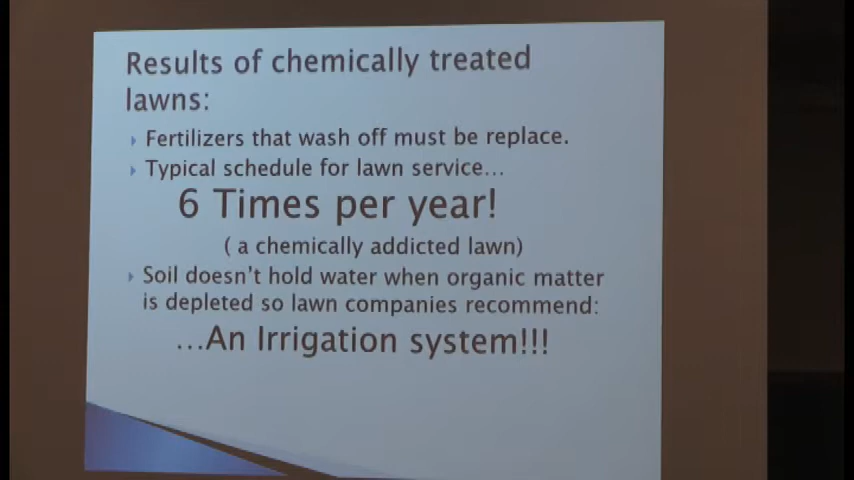 Results of chemically treated
lawns:
Fertilizers that wash off must be replace.
Typical schedule for lawn service...
6 Times per year!
( a chemically addicted lawn)
Soil doesn't hold water when organic matter
is depleted so lawn companies recommend:
...An Irrigation system!!!